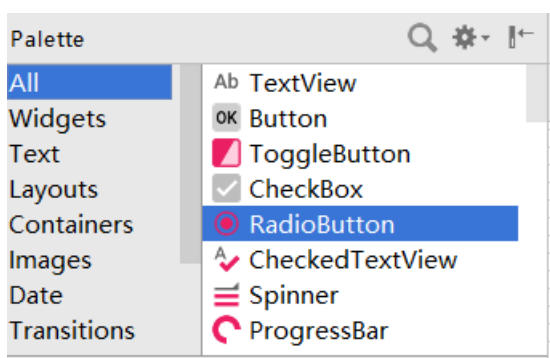 Palette
All
Widgets
Text
Layouts
Containers
Images
Date
Transitions
Ab TextView
OK Button
ToggleButton
CheckBox
RadioButton
A CheckedTextView
Spinner
ProgressBar